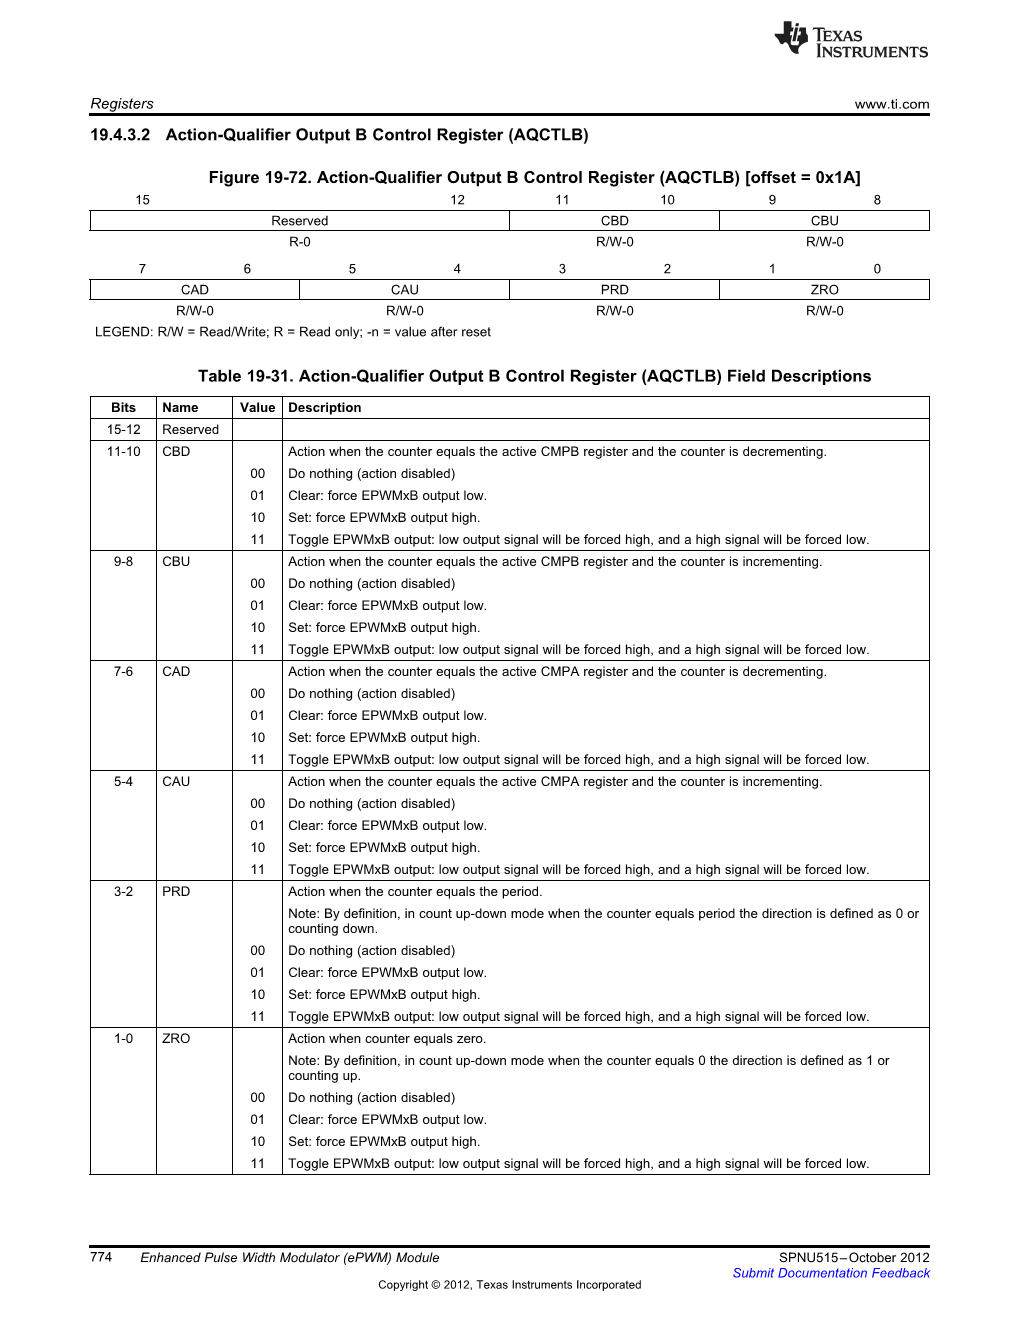 TEXAS
INSTRUMENTS
Registers www.ti.com
19.4.3.2 Action-Qualifier Output B Control Register (AQCTLB)
Figure 19-72. Action-Qualifier Output B Control Register (AQCTLB) [offset = 0x1A]
15 12 11 10 9 8
Reserved CBD CBU
R-0 R/W-0 R/W-0
7 6 5 4 3 2 1 0
CAD CAU PRD ZRO
R/W-0 R/W-0 R/W-0 R/W-0
LEGEND: R/W = Read/Write; R = Read only; -n = value after reset
Table 19-31. Action-Qualifier Output B Control Register (AQCTLB) Field Descriptions
Bits Name Value Description
15-12 Reserved
11-10 CBD Action when the counter equals the active CMPB register and the counter is decrementing.
00 Do nothing (action disabled)
01 Clear: force EPWMxB output low.
10 Set: force EPWMxB output high.
11 Toggle EPWMxB output: low output signal will be forced high, and a high signal will be forced low.
9-8 CBU Action when the counter equals the active CMPB register and the counter is incrementing.
00 Do nothing (action disabled)
01 Clear: force EPWMxB output low.
10 Set: force EPWMxB output high.
11 Toggle EPWMxB output: low output signal will be forced high, and a high signal will be forced low.
7-6 CAD Action when the counter equals the active CMPA register and the counter is decrementing.
00 Do nothing (action disabled)
01 Clear: force EPWMxB output low.
10 Set: force EPWMxB output high.
11 Toggle EPWMxB output: low output signal will be forced high, and a high signal will be forced low.
5-4 CAU Action when the counter equals the active CMPA register and the counter is incrementing.
00 Do nothing (action disabled)
01 Clear: force EPWMxB output low.
10 Set: force EPWMxB output high.
11 Toggle EPWMxB output: low output signal will be forced high, and a high signal will be forced low.
3-2 PRD Action when the counter equals the period.
Note: By definition, in count up-down mode when the counter equals period the direction is defined as 0 or
counting down.
00 Do nothing (action disabled)
01 Clear: force EPWMxB output low.
10 Set: force EPWMxB output high.
11 Toggle EPWMxB output: low output signal will be forced high, and a high signal will be forced low.
1-0 ZRO Action when counter equals zero.
Note: By definition, in count up-down mode when the counter equals 0 the direction is defined as 1 or
counting up.
00 Do nothing (action disabled)
01 Clear: force EPWMxB output low.
10 Set: force EPWMxB output high.
11 Toggle EPWMxB output: low output signal will be forced high, and a high signal will be forced low.
774 Enhanced Pulse Width Modulator (ePWM) Module SPNU515–October 2012
Submit Documentation Feedback
Copyright © 2012, Texas Instruments Incorporated